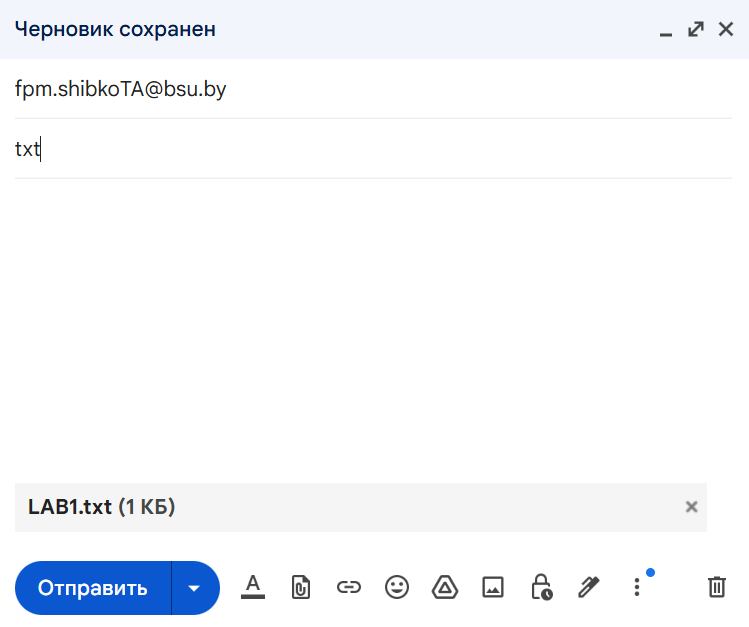 Черновик сохранен
fpm.shibkoTA@bsu.by
txt
LAB1.txt (1 КБ)
Отправить